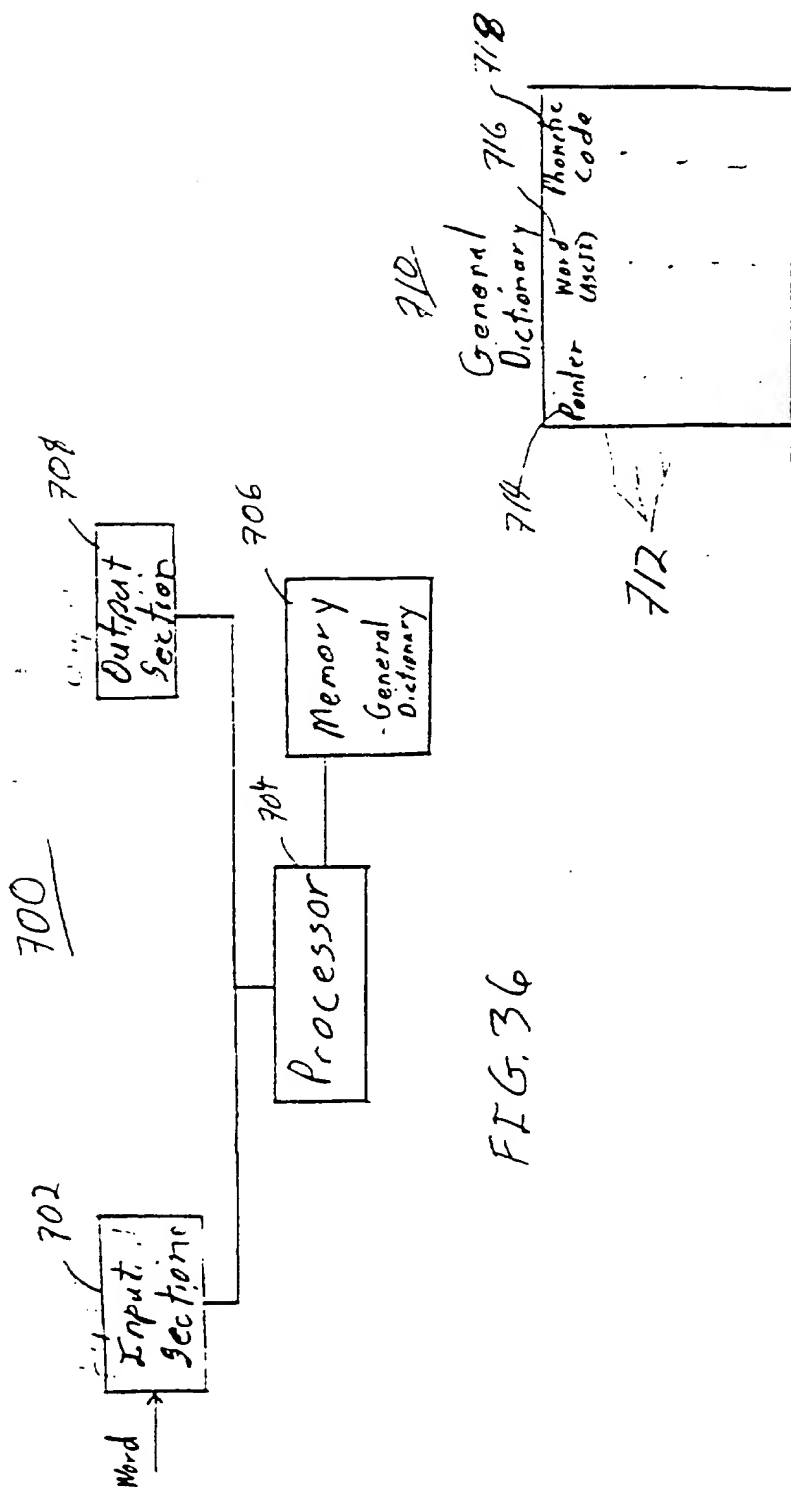 700
702
Word
Input
Sections
708
Output
Section
704
Processor
706
Memory
-General
Dictionary
FIG. 36
710
General
Dictionary
714
716
718
Pointer
Word
(ASCII)
Phonetic
Code
712